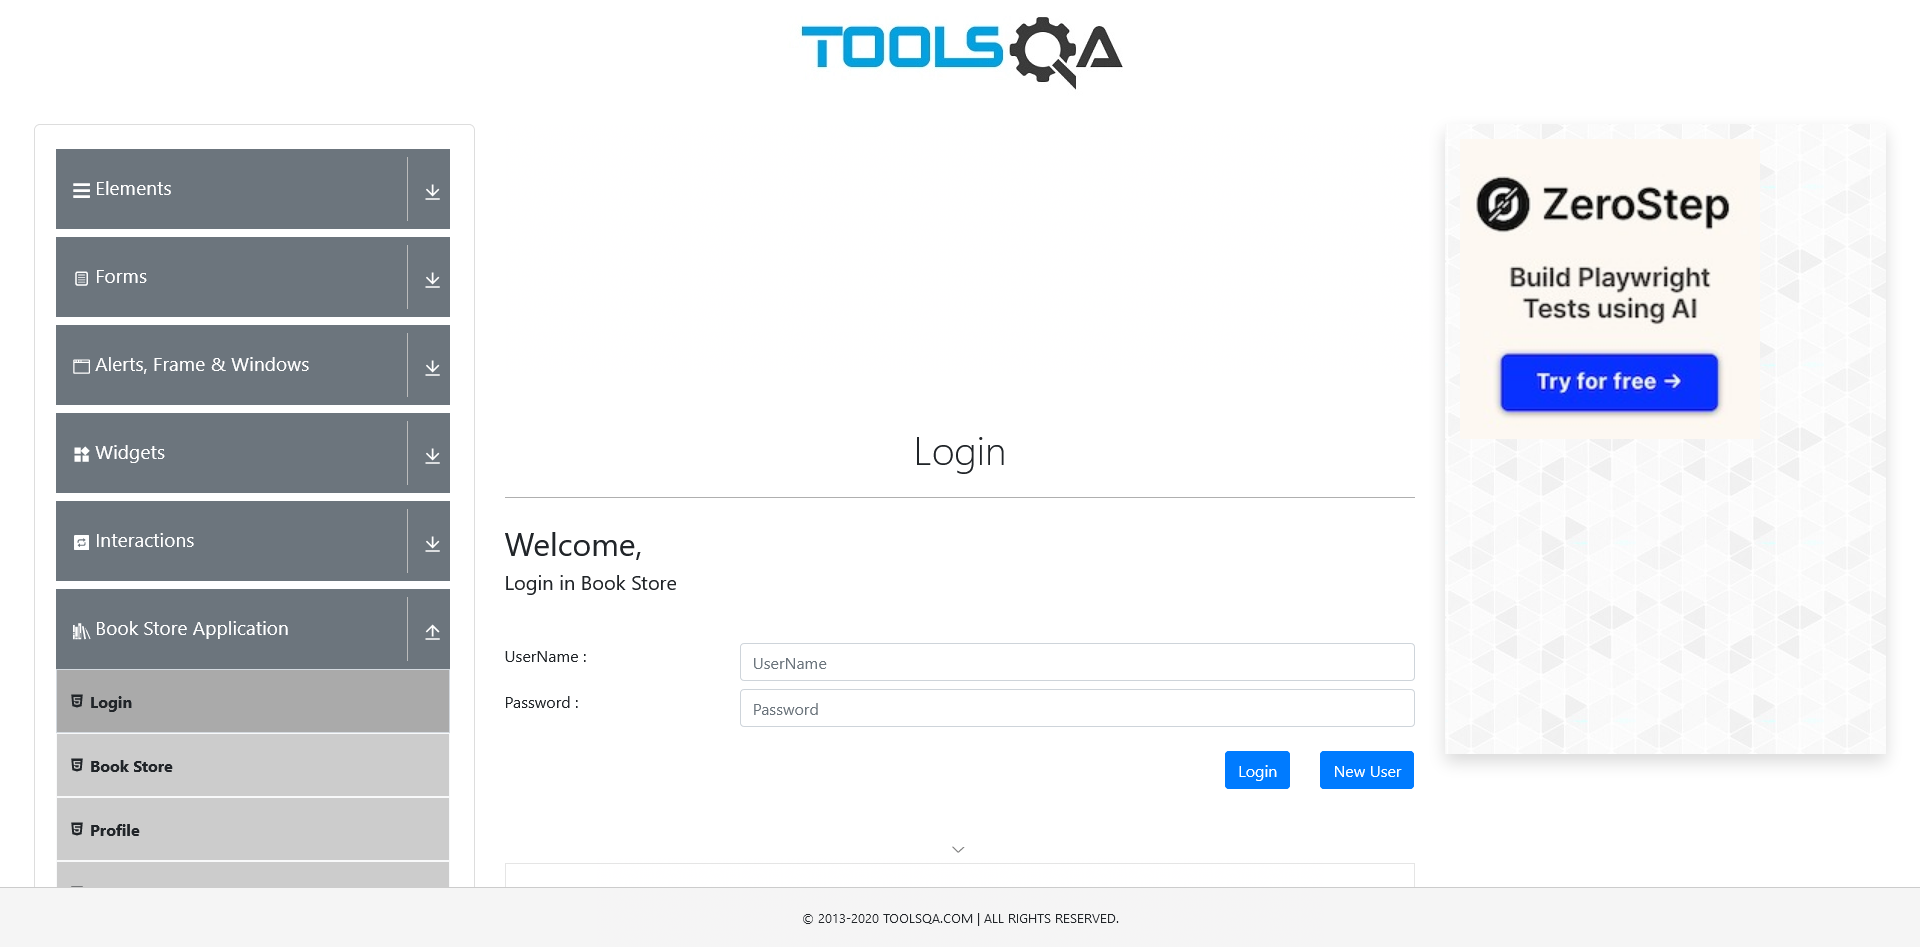 TOOLSQA
Elements
Forms
Alerts, Frame & Windows
Widgets
Interactions
Book Store Application
Login
Book Store
Profile
Login
Welcome,
Login in Book Store
UserName :
UserName
Password :
Password
Login
New User
ZeroStep
Build Playwright
Tests using AI
Try for free →
© 2013-2020 TOOLSQA.COM | ALL RIGHTS RESERVED.